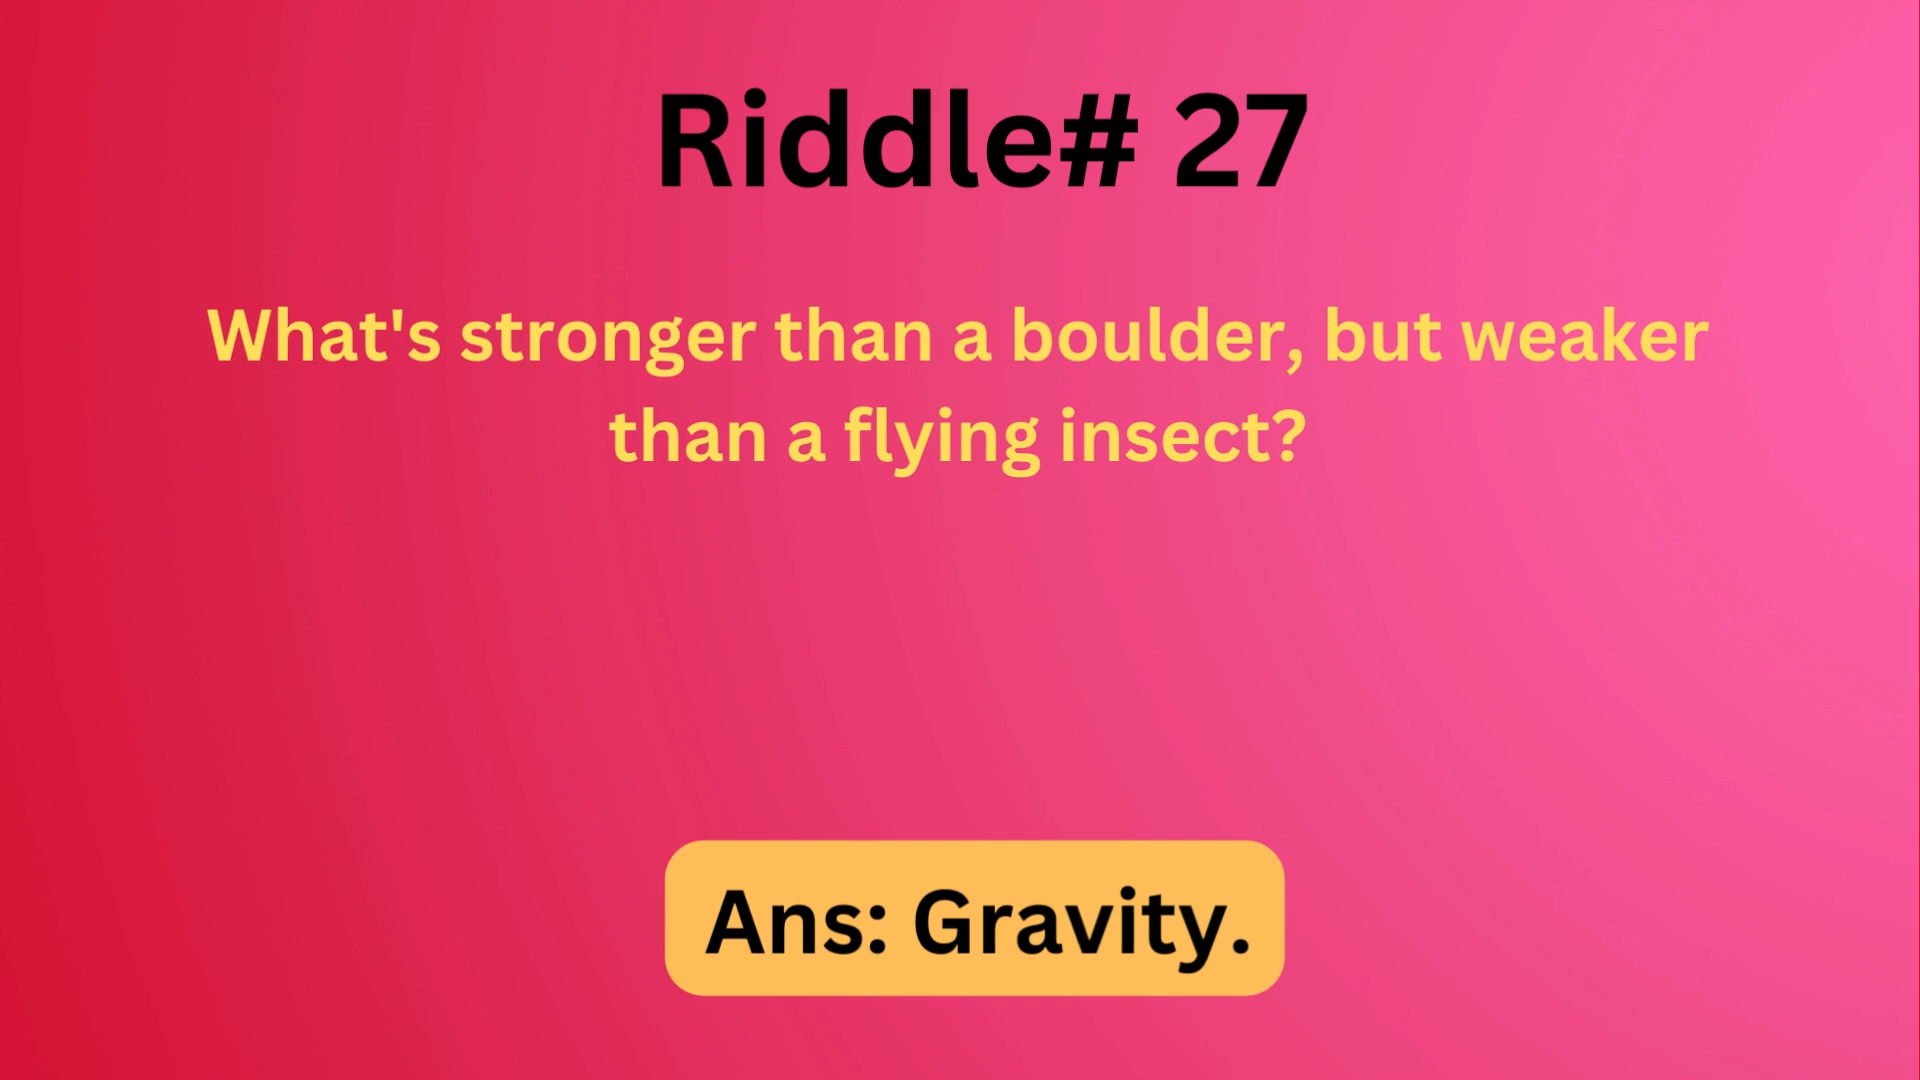 Riddle# 27
What's stronger than a boulder, but weaker
than a flying insect?
Ans: Gravity.